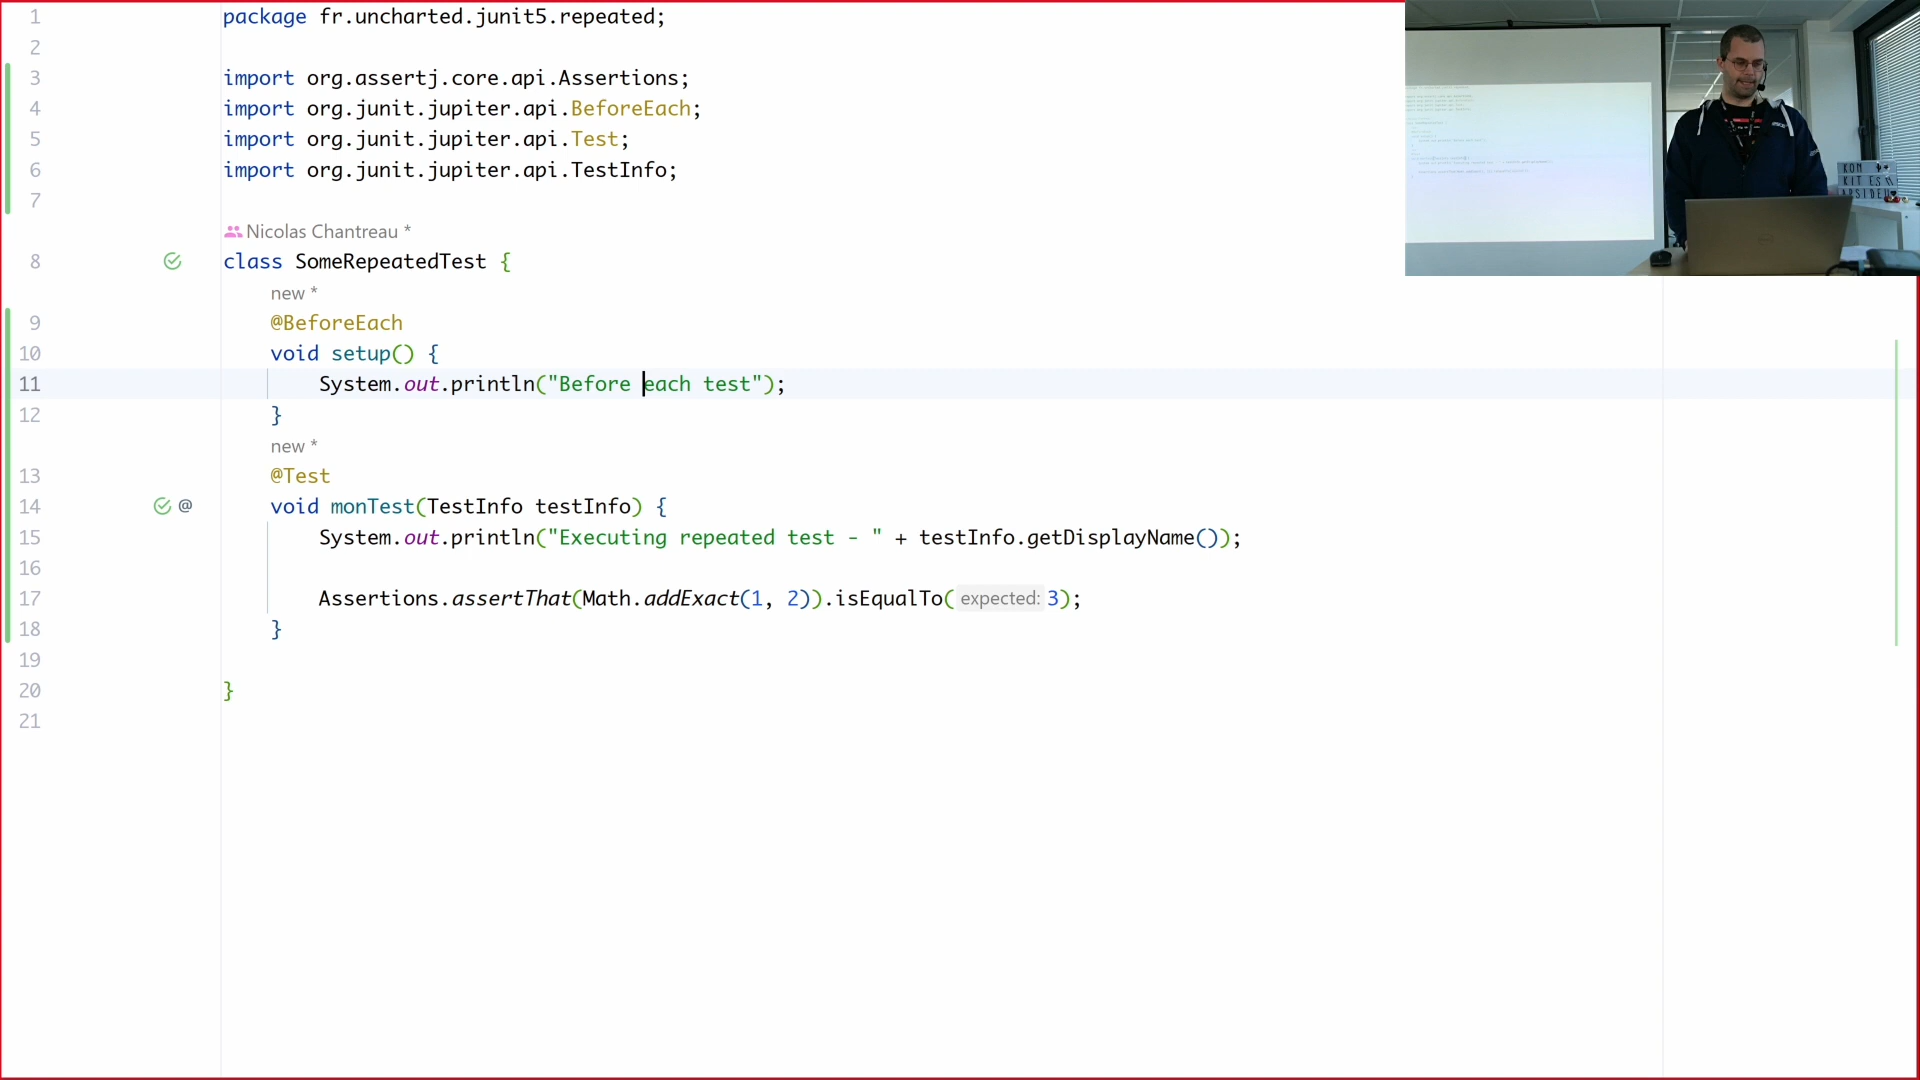 1 package fr.uncharted.junit5.repeated;
2
3 import org.assertj.core.api.Assertions;
4 import org.junit.jupiter.api.BeforeEach;
5 import org.junit.jupiter.api.Test;
6 import org.junit.jupiter.api.TestInfo;
7
Nicolas Chantreau *
8 class SomeRepeatedTest {
new *
9 @BeforeEach
10 void setup() {
11 System.out.println("Before each test");
12 }
new *
13 @Test
14 @ void monTest(TestInfo testInfo) {
15 System.out.println("Executing repeated test - " + testInfo.getDisplayName());
16
17 Assertions.assertThat(Math.addExact(1, 2)).isEqualTo( expected: 3);
18 }
19
20 }
21
KOM
KIT ES